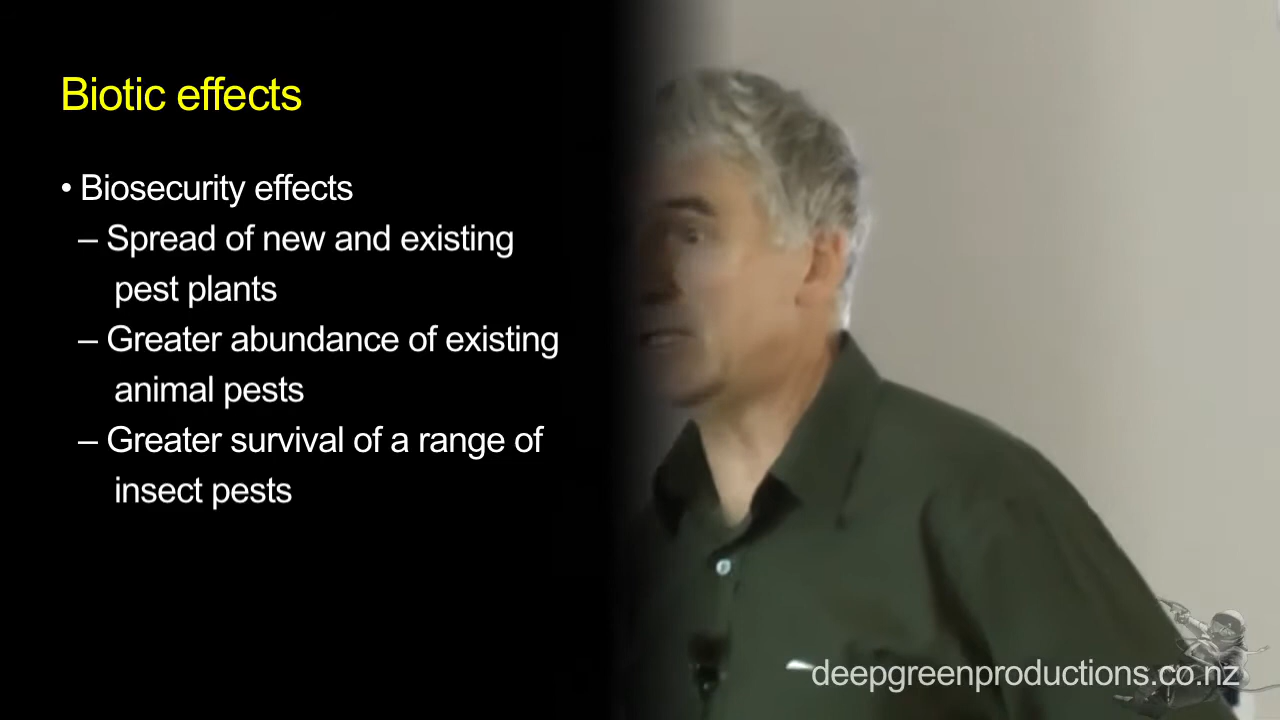 Biotic effects
• Biosecurity effects
– Spread of new and existing
pest plants
– Greater abundance of existing
animal pests
– Greater survival of a range of
insect pests
deepgreenproductions.co.nz